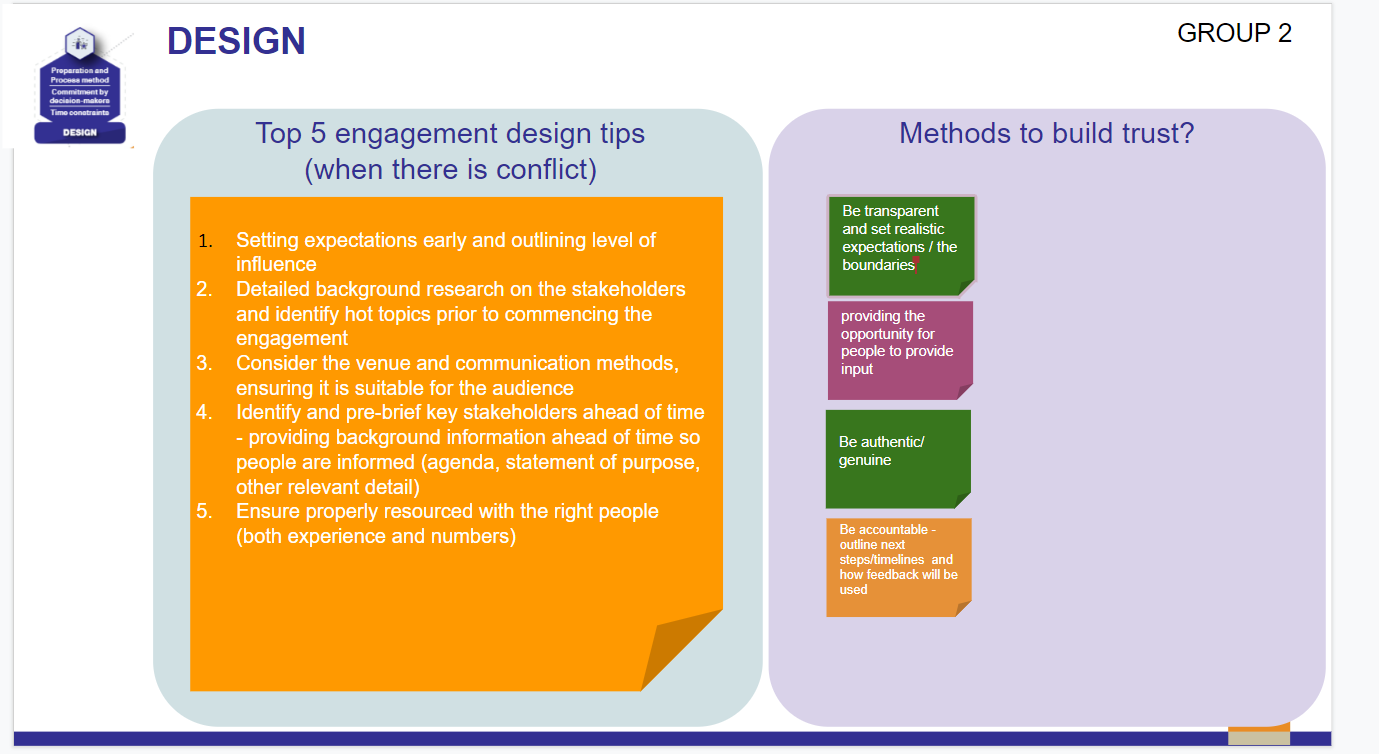 Preparation and
Process method
Commitment by
decision-makers
Time constraints
DESIGN
DESIGN
GROUP 2
Top 5 engagement design tips
(when there is conflict)
1. Setting expectations early and outlining level of
influence
2. Detailed background research on the stakeholders
and identify hot topics prior to commencing the
engagement
3. Consider the venue and communication methods,
ensuring it is suitable for the audience
4. Identify and pre-brief key stakeholders ahead of time
- providing background information ahead of time so
people are informed (agenda, statement of purpose,
other relevant detail)
5. Ensure properly resourced with the right people
(both experience and numbers)
Methods to build trust?
Be transparent
and set realistic
expectations / the
boundaries
providing the
opportunity for
people to provide
input
Be authentic/
genuine
Be accountable -
outline next
steps/timelines and
how feedback will be
used